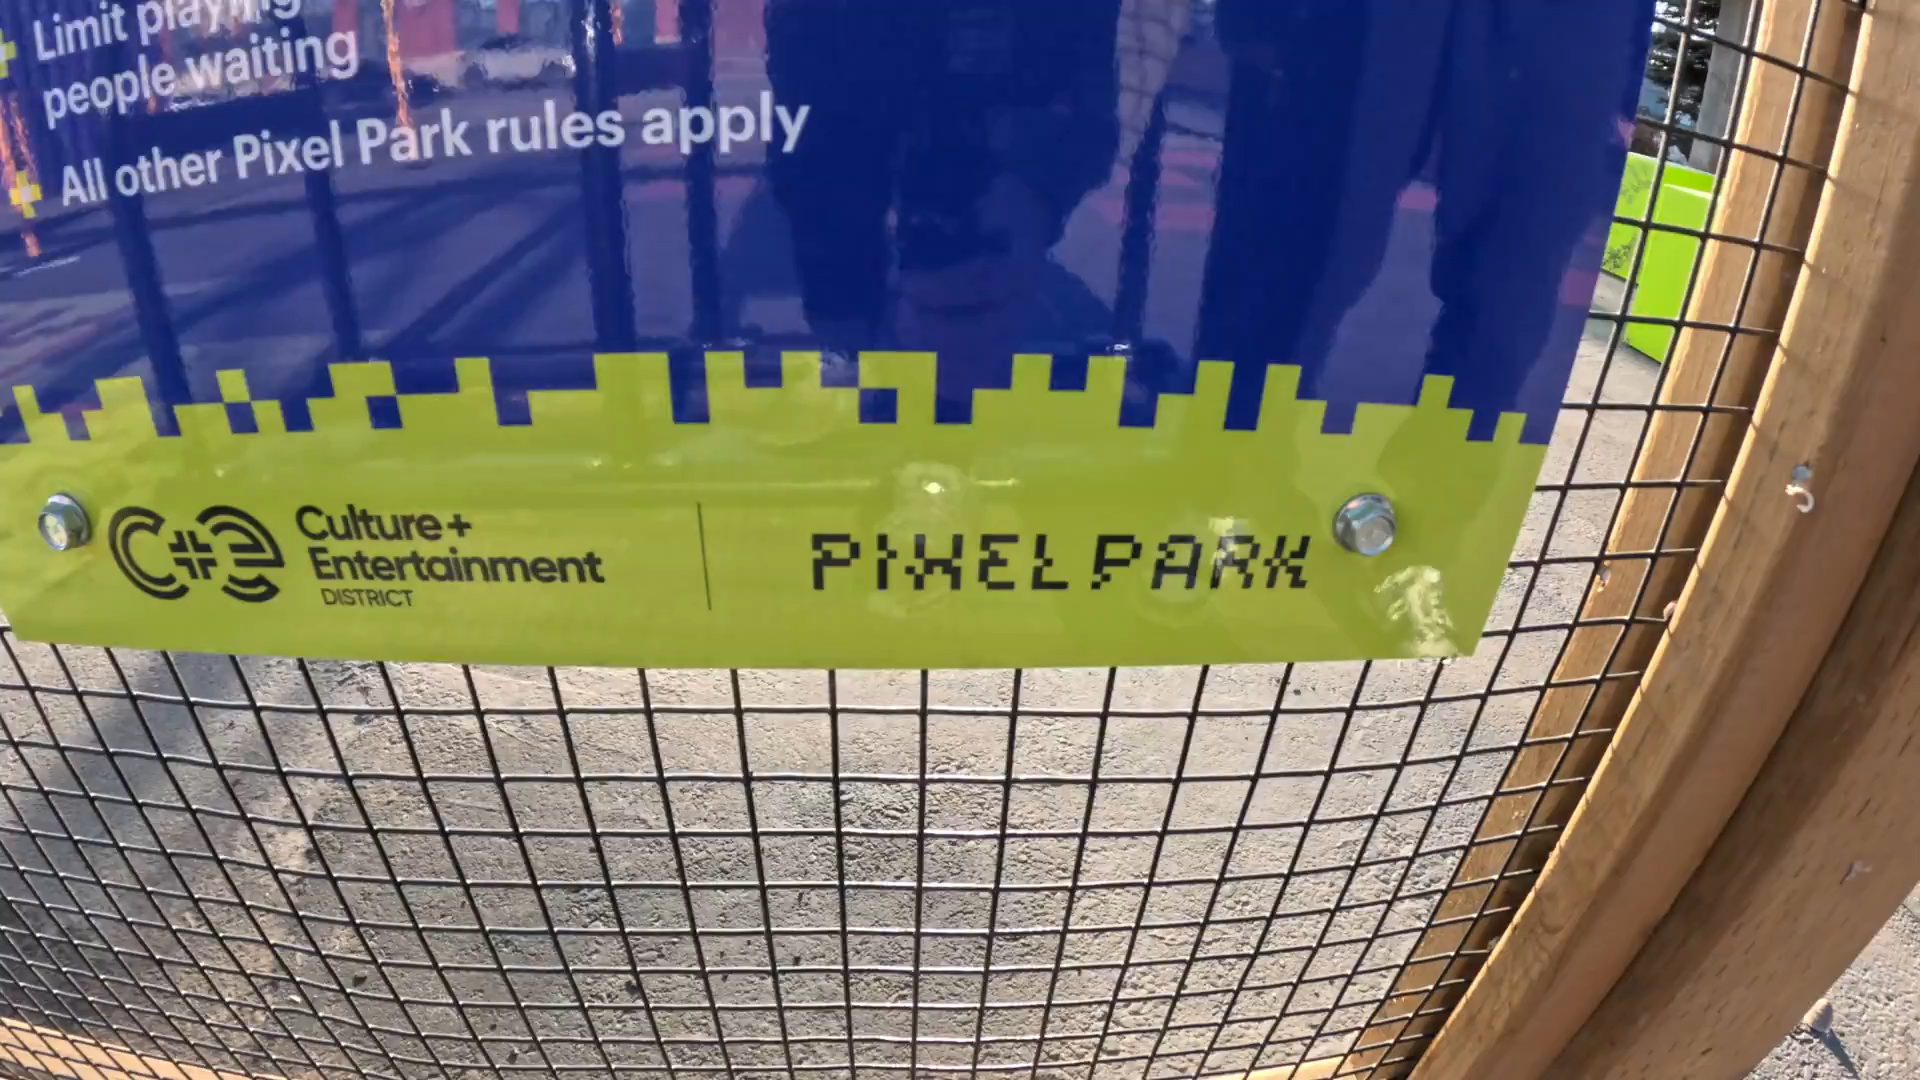 Limit playing
people waiting
All other Pixel Park rules apply
C+e
Culture+
Entertainment
DISTRICT
PIXELPARK